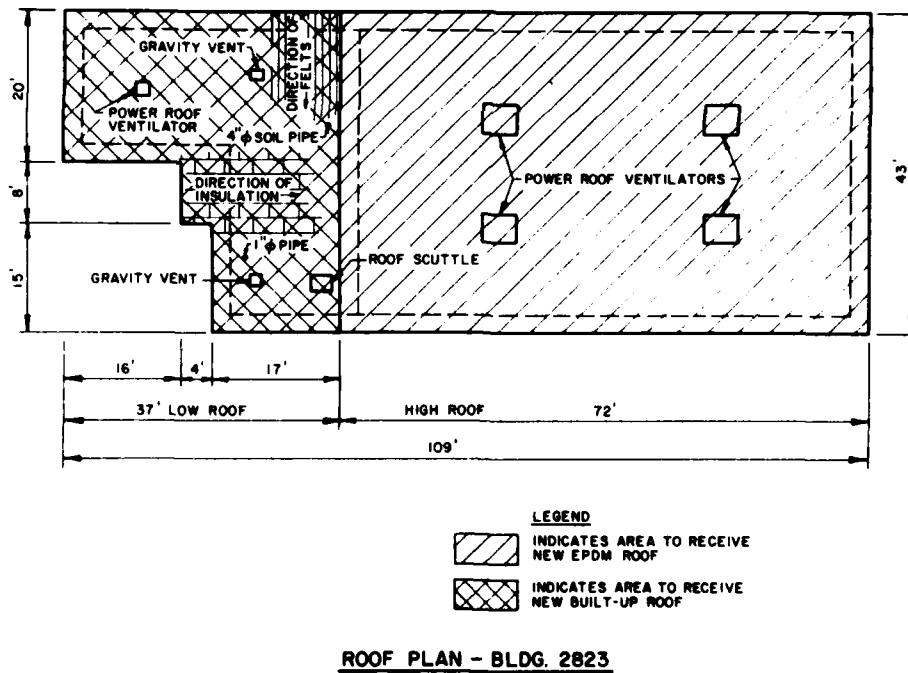 GRAVITY VENT
DIRECTION OF
FELTS
20'
POWER ROOF
VENTILATOR
4"φ SOIL PIPE
POWER ROOF VENTILATORS
43'
8'
DIRECTION OF
INSULATION
1"φ PIPE
ROOF SCUTTLE
GRAVITY VENT
15'
16'
4'
17'
37' LOW ROOF
HIGH ROOF
72'
109'
LEGEND
INDICATES AREA TO RECEIVE
NEW EPDM ROOF
INDICATES AREA TO RECEIVE
NEW BUILT-UP ROOF
ROOF PLAN - BLDG. 2823